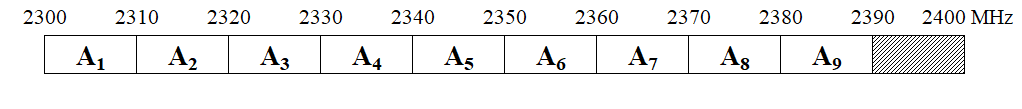 2300 2310 2320 2330 2340 2350 2360 2370 2380 2390 2400 MHz
A₁ A₂ A₃ A₄ A₅ A₆ A₇ A₈ A₉